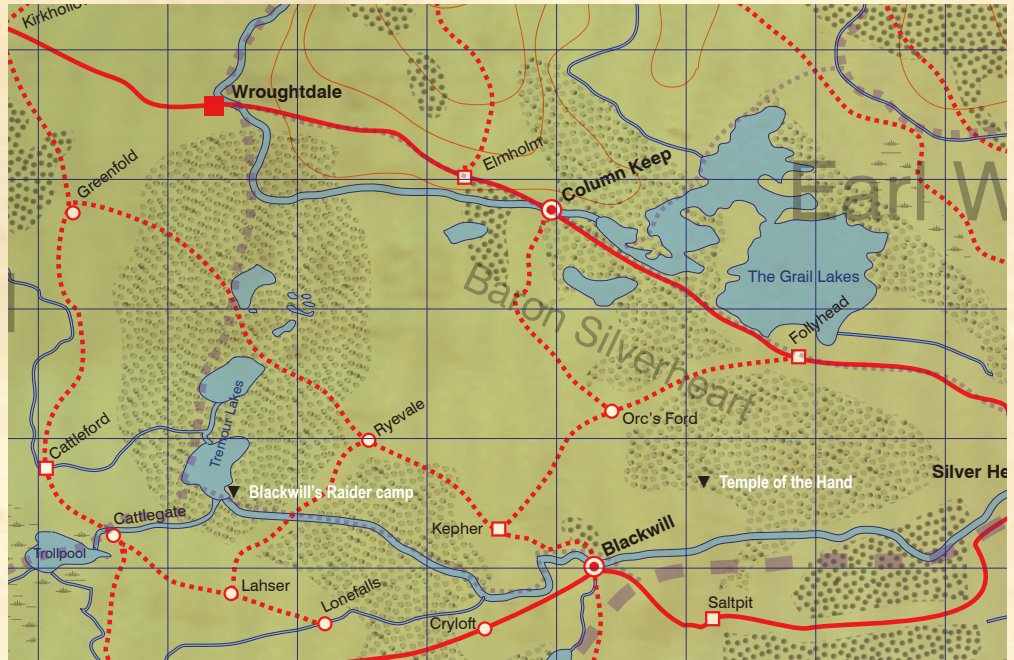 Wroughtdale
Elmholm
Greenfold
Column Keep
Earl W
The Grail Lakes
Baron Silverheart
Follyhead
Tremour Lakes
Ryevale
Orc's Ford
Cattleford
Silver He
Temple of the Hand
Blackwill's Raider camp
Cattlegate
Kepher
Blackwill
Trollpool
Lahser
Lonefalls
Saltpit
Cryloft